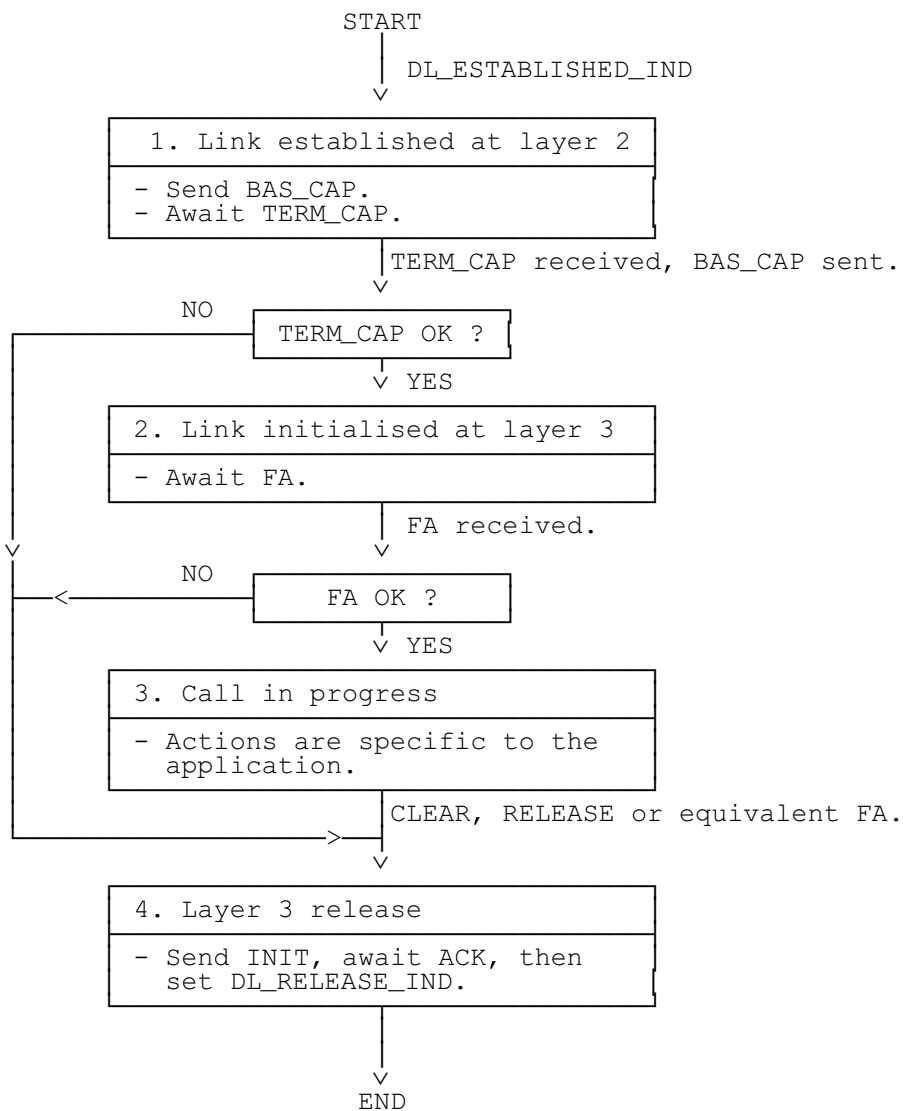 START
DL_ESTABLISHED_IND
1. Link established at layer 2
- Send BAS_CAP.
- Await TERM_CAP.
TERM_CAP received, BAS_CAP sent.
NO
TERM_CAP OK ?
YES
2. Link initialised at layer 3
- Await FA.
FA received.
NO
FA OK ?
YES
3. Call in progress
- Actions are specific to the
application.
CLEAR, RELEASE or equivalent FA.
4. Layer 3 release
- Send INIT, await ACK, then
set DL_RELEASE_IND.
END